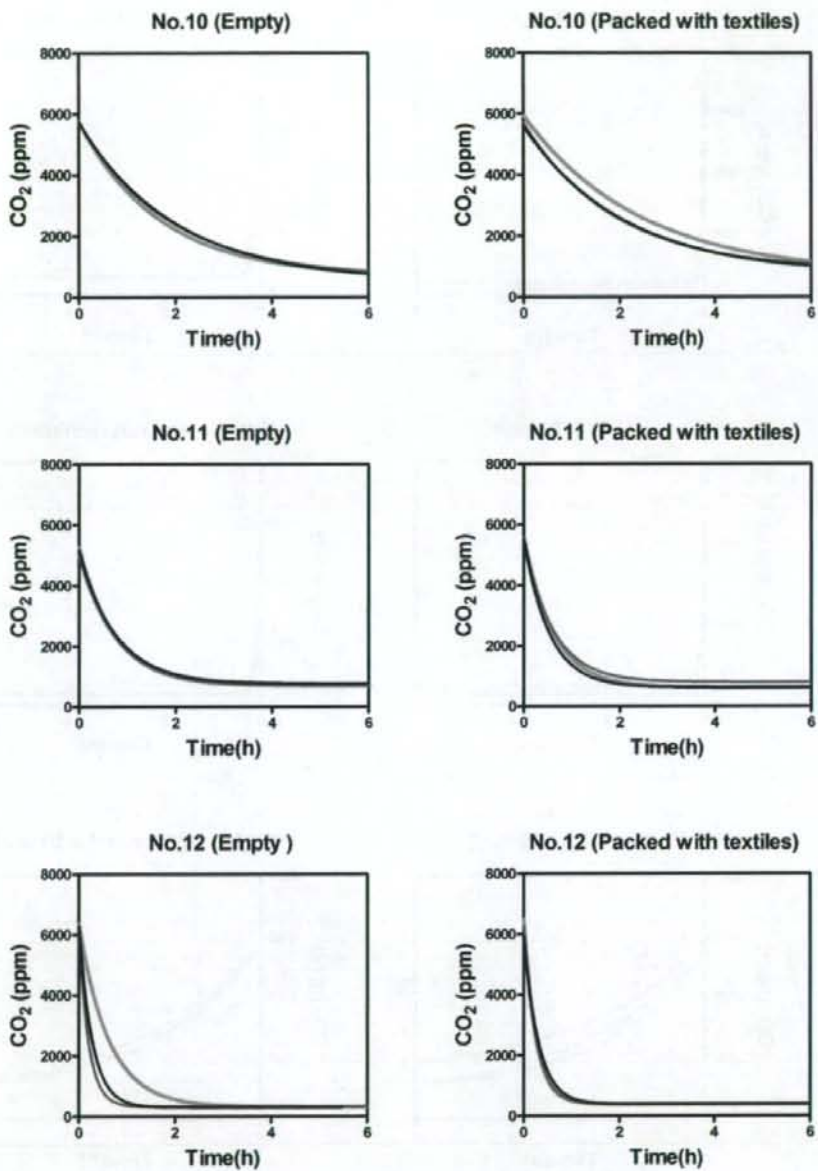 No.10 (Empty)
8000
6000
4000
2000
0
CO2 (ppm)
0 2 4 6
Time(h)
No.10 (Packed with textiles)
8000
6000
4000
2000
0
CO2 (ppm)
0 2 4 6
Time(h)
No.11 (Empty)
8000
6000
4000
2000
0
CO2 (ppm)
0 2 4 6
Time(h)
No.11 (Packed with textiles)
8000
6000
4000
2000
0
CO2 (ppm)
0 2 4 6
Time(h)
No.12 (Empty )
8000
6000
4000
2000
0
CO2 (ppm)
0 2 4 6
Time(h)
No.12 (Packed with textiles)
8000
6000
4000
2000
0
CO2 (ppm)
0 2 4 6
Time(h)